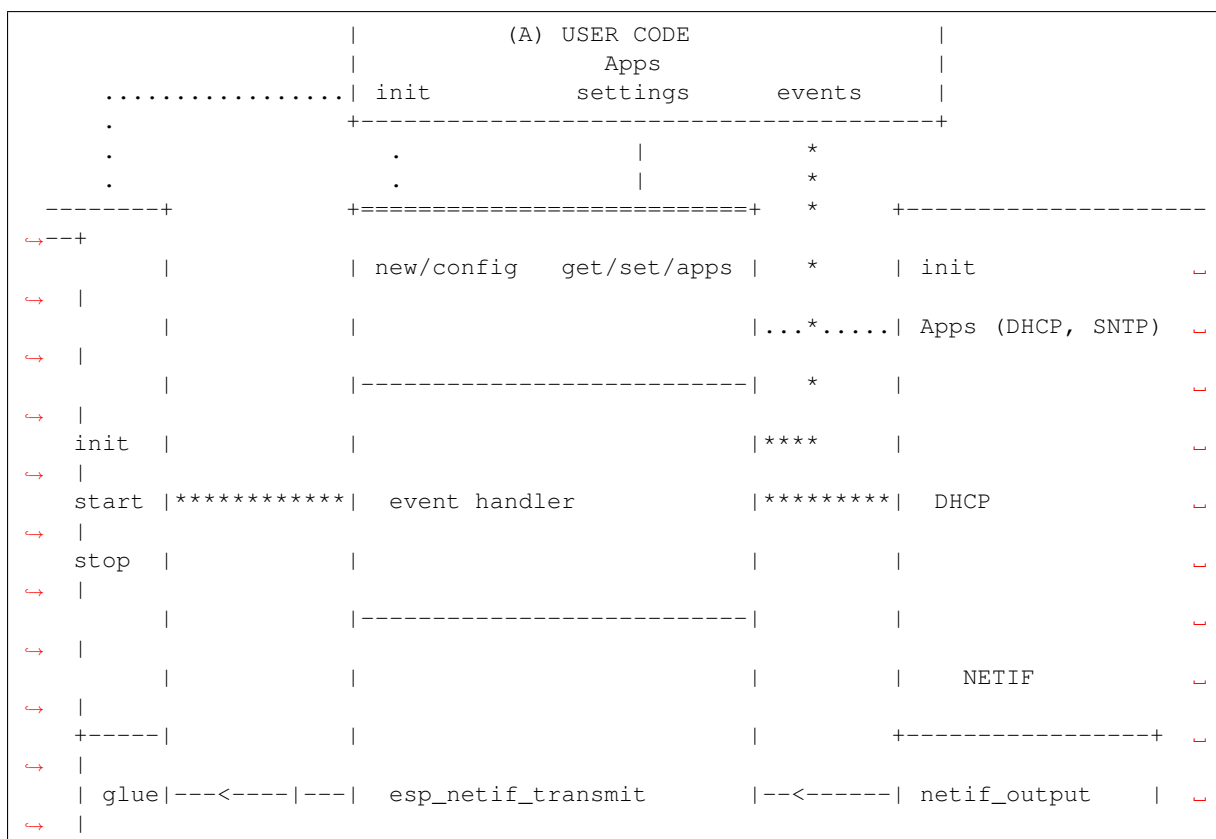 |          (A) USER CODE                 |
                       |                 Apps                   |
      .................| init          settings      events     |
      .                +----------------------------------------+
      .                   .                |           *
      .                   .                |           *
  --------+            +===========================+   *     +---------------------
↪--+
          |            | new/config   get/set/apps |   *     | init               ␣
↪  |
          |            |                           |...*.....| Apps (DHCP, SNTP)  ␣
↪  |
          |            |---------------------------|   *     |                    ␣
↪  |
    init  |            |                           |****     |                    ␣
↪  |
    start |************|  event handler            |*********|  DHCP              ␣
↪  |
    stop  |            |                           |         |                    ␣
↪  |
          |            |---------------------------|         |                    ␣
↪  |
          |            |                           |         |    NETIF           ␣
↪  |
    +-----|            |                           |         +-----------------+  ␣
↪  |
    | glue|---<----|---|  esp_netif_transmit       |--<------| netif_output    |  ␣
↪  |